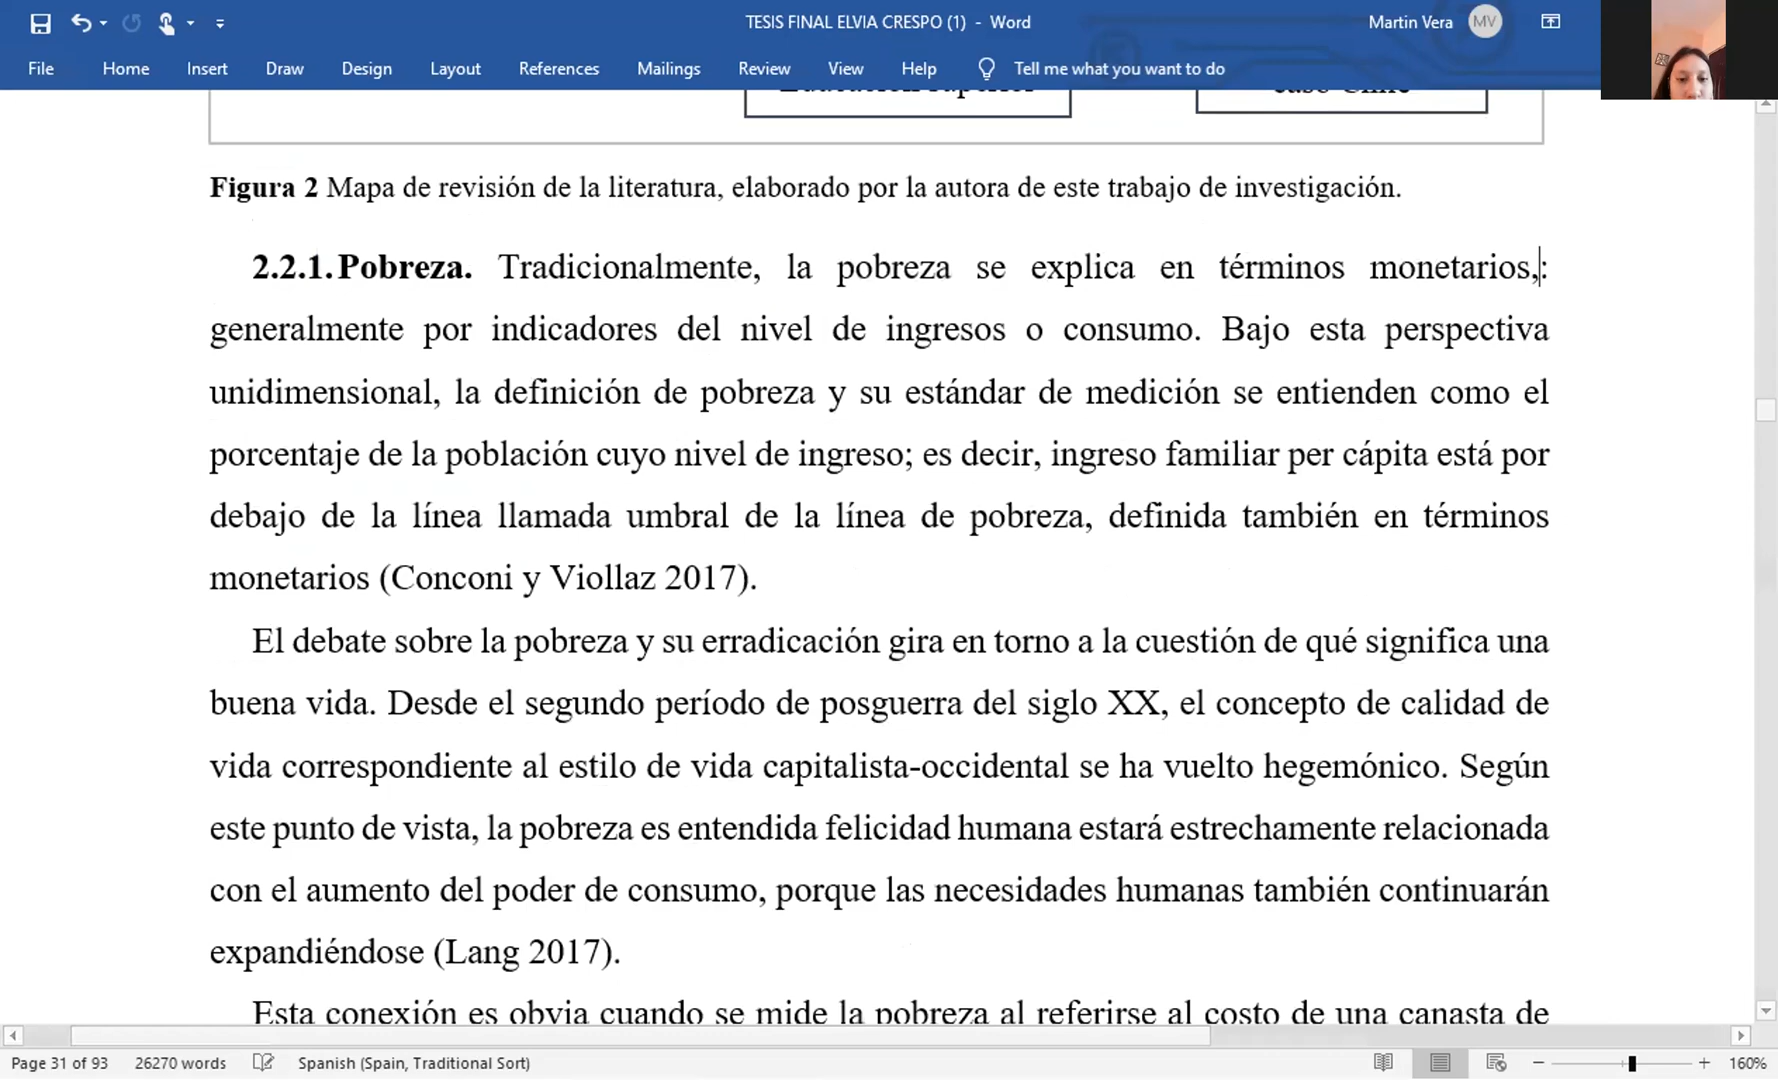 TESIS FINAL ELVIA CRESPO (1) - Word
Martin Vera MV
File Home Insert Draw Design Layout References Mailings Review View Help Tell me what you want to do
Educación superior
caso Chile
Figura 2 Mapa de revisión de la literatura, elaborado por la autora de este trabajo de investigación.
2.2.1. Pobreza. Tradicionalmente, la pobreza se explica en términos monetarios,:
generalmente por indicadores del nivel de ingresos o consumo. Bajo esta perspectiva
unidimensional, la definición de pobreza y su estándar de medición se entienden como el
porcentaje de la población cuyo nivel de ingreso; es decir, ingreso familiar per cápita está por
debajo de la línea llamada umbral de la línea de pobreza, definida también en términos
monetarios (Conconi y Viollaz 2017).
El debate sobre la pobreza y su erradicación gira en torno a la cuestión de qué significa una
buena vida. Desde el segundo período de posguerra del siglo XX, el concepto de calidad de
vida correspondiente al estilo de vida capitalista-occidental se ha vuelto hegemónico. Según
este punto de vista, la pobreza es entendida felicidad humana estará estrechamente relacionada
con el aumento del poder de consumo, porque las necesidades humanas también continuarán
expandiéndose (Lang 2017).
Esta conexión es obvia cuando se mide la pobreza al referirse al costo de una canasta de
Page 31 of 93 26270 words Spanish (Spain, Traditional Sort) 160%